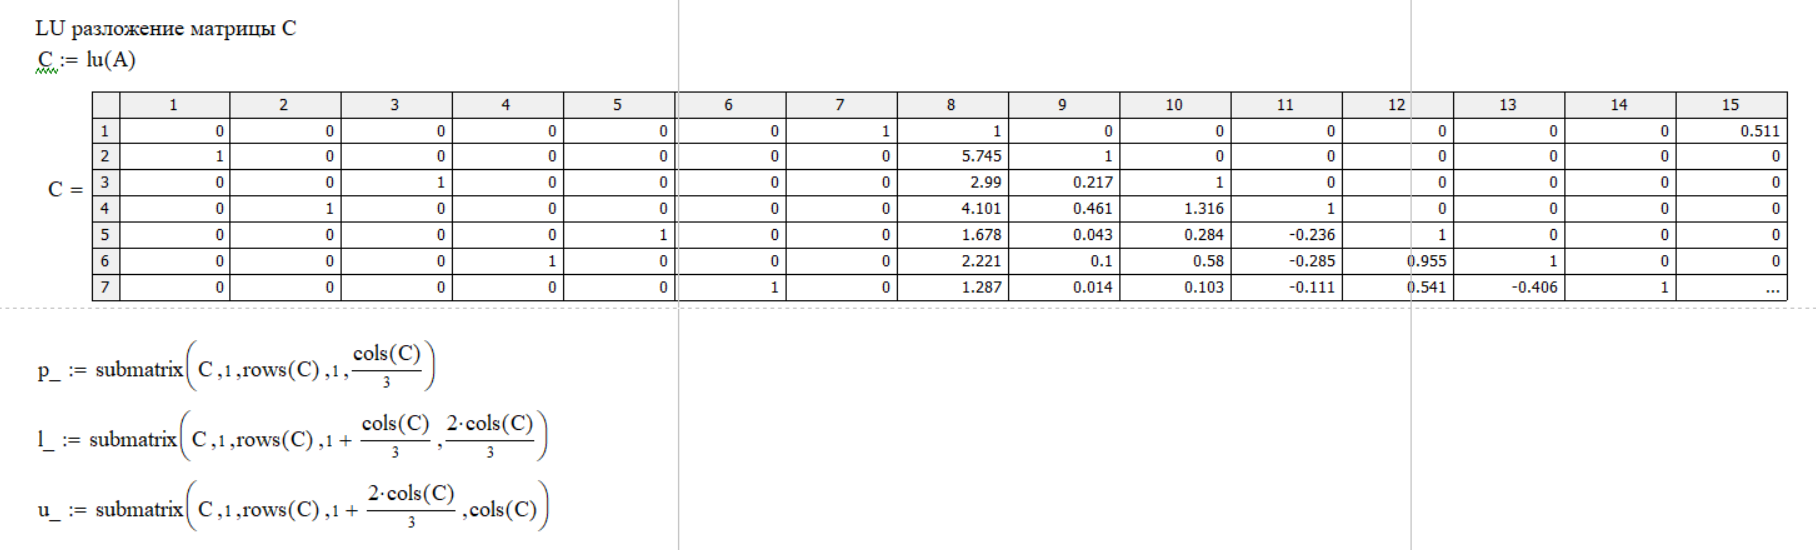 LU разложение матрицы C
C := lu(A)
1 2 3 4 5 6 7 8 9 10 11 12 13 14 15
1 0 0 0 0 0 0 1 1 0 0 0 0 0 0 0.511
2 1 0 0 0 0 0 0 5.745 1 0 0 0 0 0 0
C = 3 0 0 1 0 0 0 0 2.99 0.217 1 0 0 0 0 0
4 0 1 0 0 0 0 0 4.101 0.461 1.316 1 0 0 0 0
5 0 0 0 0 1 0 0 1.678 0.043 0.284 -0.236 1 0 0 0
6 0 0 0 1 0 0 0 2.221 0.1 0.58 -0.285 0.955 1 0 0
7 0 0 0 0 0 1 0 1.287 0.014 0.103 -0.111 0.541 -0.406 1 ...
p_ := submatrix(C ,1 ,rows(C) ,1 , cols(C)/3)
l_ := submatrix(C ,1 ,rows(C) ,1 + cols(C)/3 , 2·cols(C)/3)
u_ := submatrix(C ,1 ,rows(C) ,1 + 2·cols(C)/3 ,cols(C))